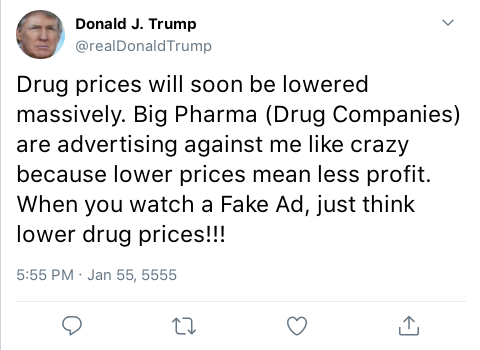 Donald J. Trump
@realDonaldTrump
Drug prices will soon be lowered
massively. Big Pharma (Drug Companies)
are advertising against me like crazy
because lower prices mean less profit.
When you watch a Fake Ad, just think
lower drug prices!!!
5:55 PM · Jan 55, 5555